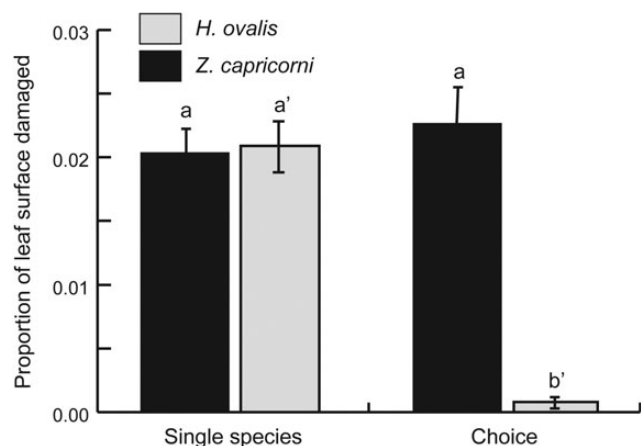 0.03
H. ovalis
Z. capricorni
a
a'
a
0.02
Proportion of leaf surface damaged
0.01
b'
0.00
Single species
Choice